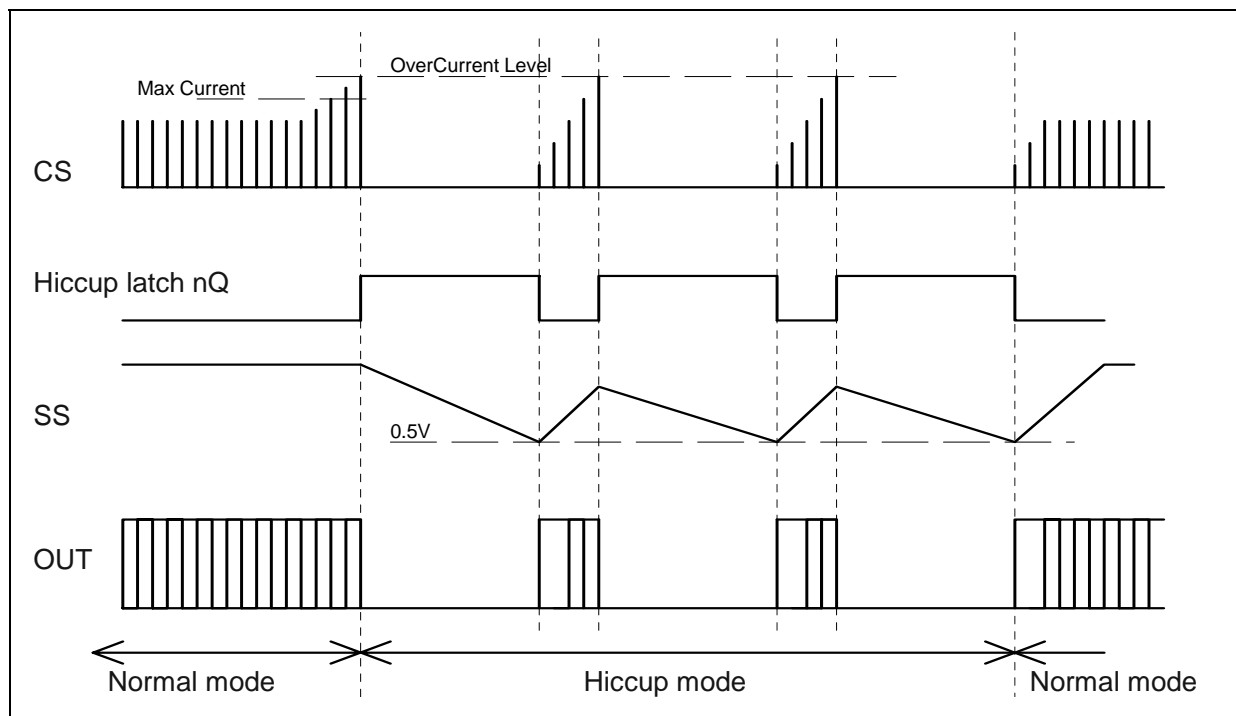 OverCurrent Level
Max Current
CS
Hiccup latch nQ
SS
0.5V
OUT
Normal mode
Hiccup mode
Normal mode